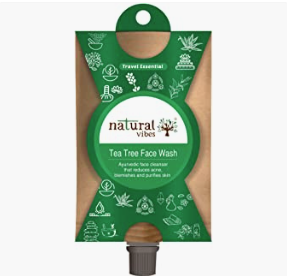 Travel Essential
natural
vibes
Tea Tree Face Wash
Ayurvedic face cleanser
that reduces acne,
blemishes and purifies skin